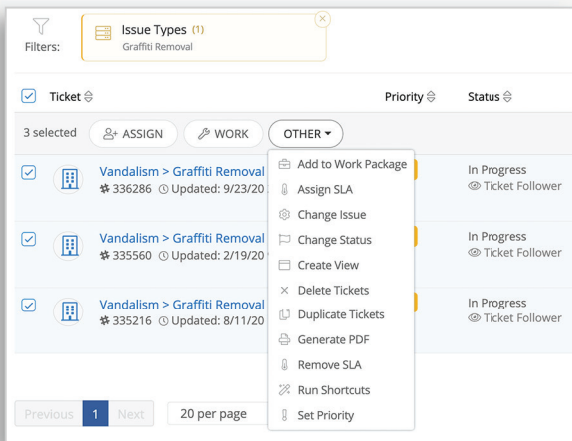 Filters:
Issue Types (1)
Graffiti Removal
Ticket
Priority
Status
3 selected
ASSIGN
WORK
OTHER
Vandalism > Graffiti Removal
336286 Updated: 9/23/20
In Progress
Ticket Follower
Vandalism > Graffiti Removal
335560 Updated: 2/19/20
In Progress
Ticket Follower
Vandalism > Graffiti Removal
335216 Updated: 8/11/20
In Progress
Ticket Follower
Add to Work Package
Assign SLA
Change Issue
Change Status
Create View
Delete Tickets
Duplicate Tickets
Generate PDF
Remove SLA
Run Shortcuts
Set Priority
Previous 1 Next
20 per page